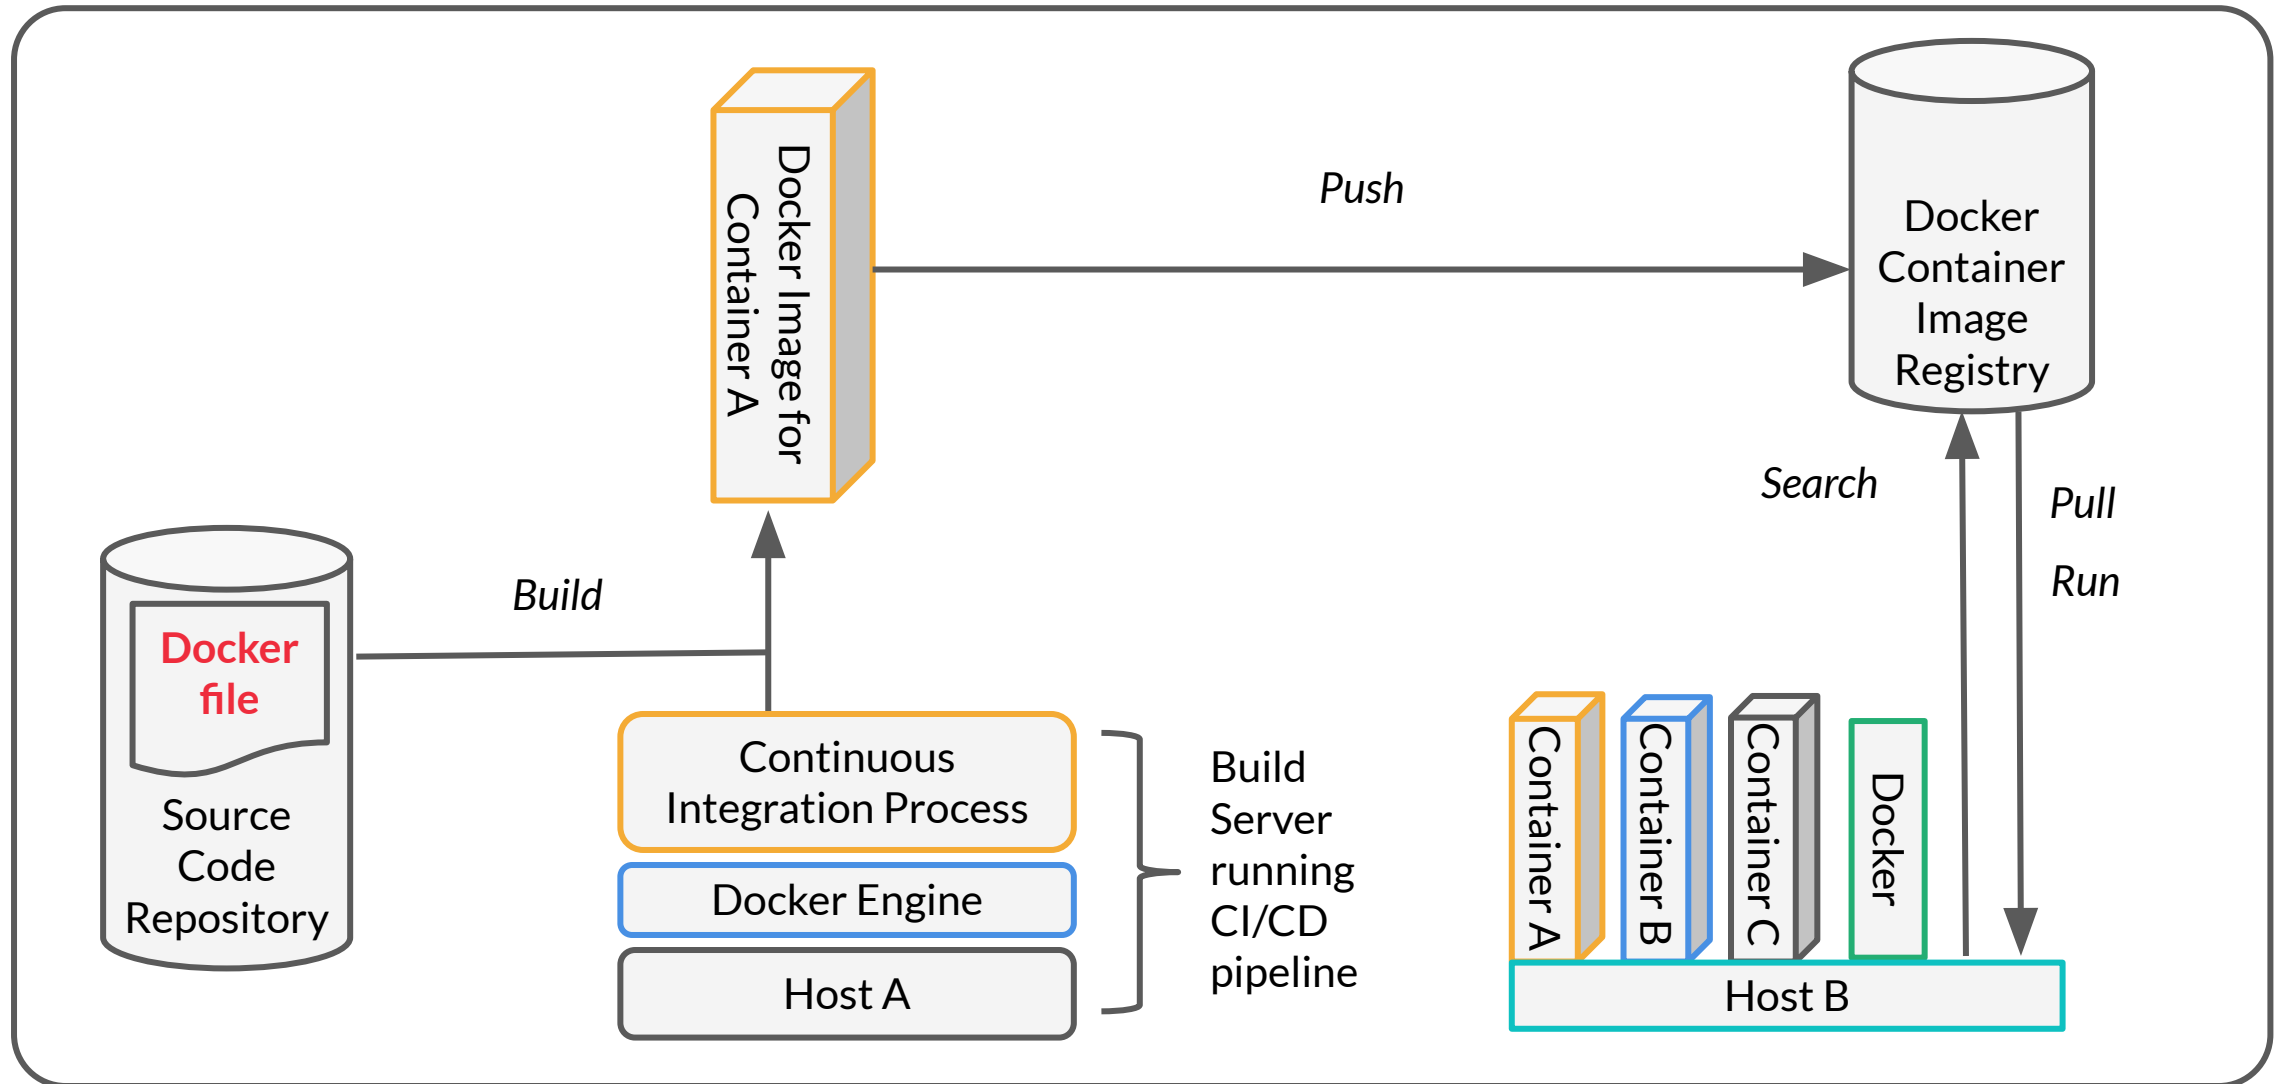 Docker Image for
Container A
Push
Docker
Container
Image
Registry
Search
Pull
Run
Build
Docker
file
Source
Code
Repository
Continuous
Integration Process
Docker Engine
Host A
Build
Server
running
CI/CD
pipeline
Container A
Container B
Container C
Docker
Host B